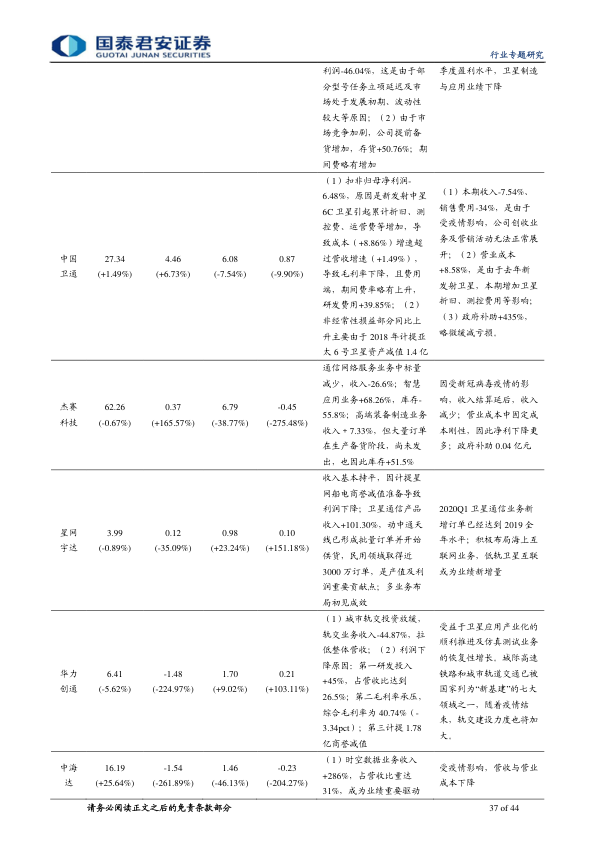 国泰君安证券
GUOTAI JUNAN SECURITIES
行业专题研究
利润-46.04%，这是由于部
分型号任务立项延迟及市
场处于发展初期、波动性
较大等原因；（2）由于市
场竞争加剧，公司提前备
货增加，存货+50.76%；期
间费略有增加
季度盈利水平，卫星制造
与应用业绩下降
中国
卫通
27.34
(+1.49%)
4.46
(+6.73%)
6.08
(-7.54%)
0.87
(-9.90%)
（1）扣非归母净利润-
6.48%，原因是新发射中星
6C 卫星引起累计折旧，测
控费、运营费等增加，导
致成本（+8.86%）增速超
过营收增速（+1.49%），
导致毛利率下降，且费用
端，期间费率略有上升，
研发费用+39.85%；（2）
非经常性损益部分同比上
升主要由于 2018 年计提亚
太 6 号卫星资产减值 1.4 亿
（1）本期收入-7.54%、
销售费用-34%，是由于
受疫情影响，公司创收业
务及营销活动无法正常展
开；（2）营业成本
+8.58%，是由于去年新
发射卫星，本期增加卫星
折旧、测控费用等影响；
（3）政府补助+435%，
略微缓减亏损。
杰赛
科技
62.26
(-0.67%)
0.37
(+165.57%)
6.79
(-38.77%)
-0.45
(-275.48%)
通信网络服务业务中标量
减少，收入-26.6%；智慧
应用业务+68.26%，库存-
55.8%；高端装备制造业务
收入﹢7.33%，但大量订单
在生产备货阶段，尚未发
出，也因此库存+51.5%
因受新冠病毒疫情的影
响，收入结算延后，收入
减少；营业成本中因定成
本刚性，因此净利下降更
多；政府补助 0.04 亿元
星网
宇达
3.99
(-0.89%)
0.12
(-35.09%)
0.98
(+23.24%)
0.10
(+151.18%)
收入基本持平，因计提星
网船电商誉减值准备导致
利润下降；卫星通信产品
收入+101.30%，动中通天
线已形成批量订单并开始
供货，民用领域取得近
3000 万订单，是产值及利
润重要贡献点；多业务布
局初见成效
2020Q1 卫星通信业务新
增订单已经达到 2019 全
年水平；积极布局海上互
联网业务，低轨卫星互联
成为业绩新增量
华力
创通
6.41
(-5.62%)
-1.48
(-224.97%)
1.70
(+9.02%)
0.21
(+103.11%)
（1）城市轨交投资放缓，
轨交业务收入-44.87%，拉
低整体营收；（2）利润下
降原因：第一研发投入
+45%，占营收比达到
26.5%；第二毛利率承压，
综合毛利率为 40.74%（-
3.34pct）；第三计提 1.78
亿商誉减值
受益于卫星应用产业化的
顺利推进及仿真测试业务
的恢复性增长。城际高速
铁路和城市轨道交通已被
国家列为“新基建”的七大
领域之一，随着疫情结
束，轨交建设力度也将加
大。
中海
达
16.19
(+25.64%)
-1.54
(-261.89%)
1.46
(-46.13%)
-0.23
(-204.27%)
（1）时空数据业务收入
+286%，占营收比重达
31%，成为业绩重要驱动
受疫情影响，营收与营业
成本下降
请务必阅读正文之后的免责条款部分
37 of 44